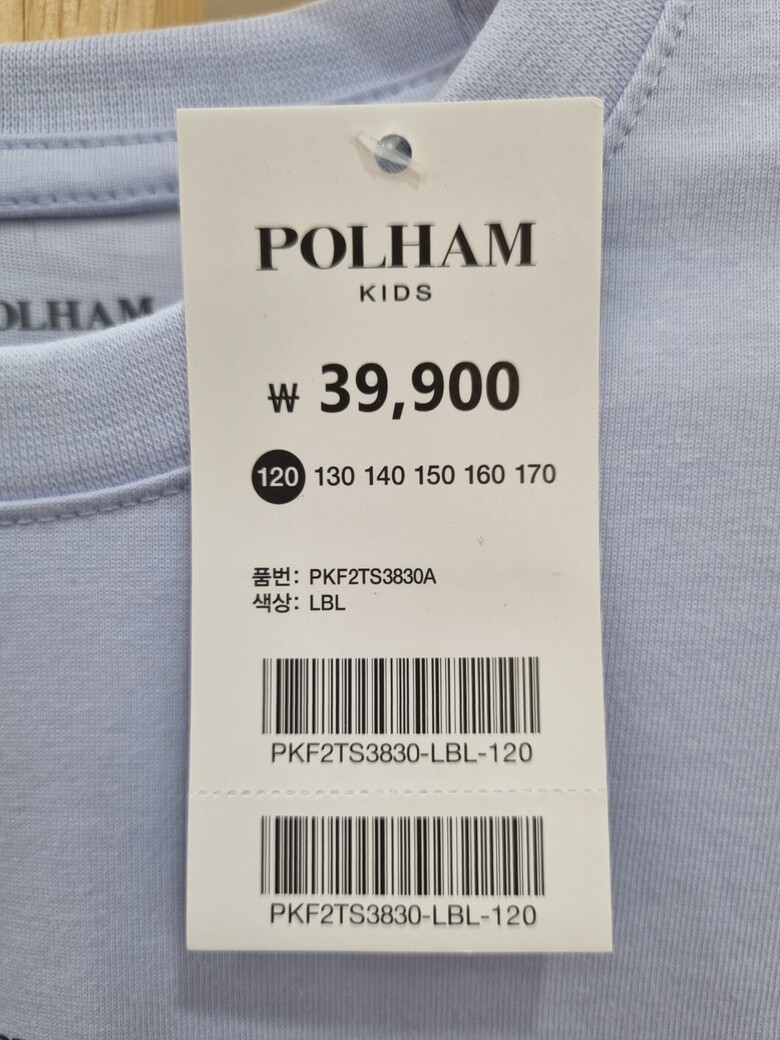 POLHAM
KIDS
₩ 39,900
120 130 140 150 160 170
품번: PKF2TS3830A
색상: LBL
PKF2TS3830-LBL-120
PKF2TS3830-LBL-120
OLHAM